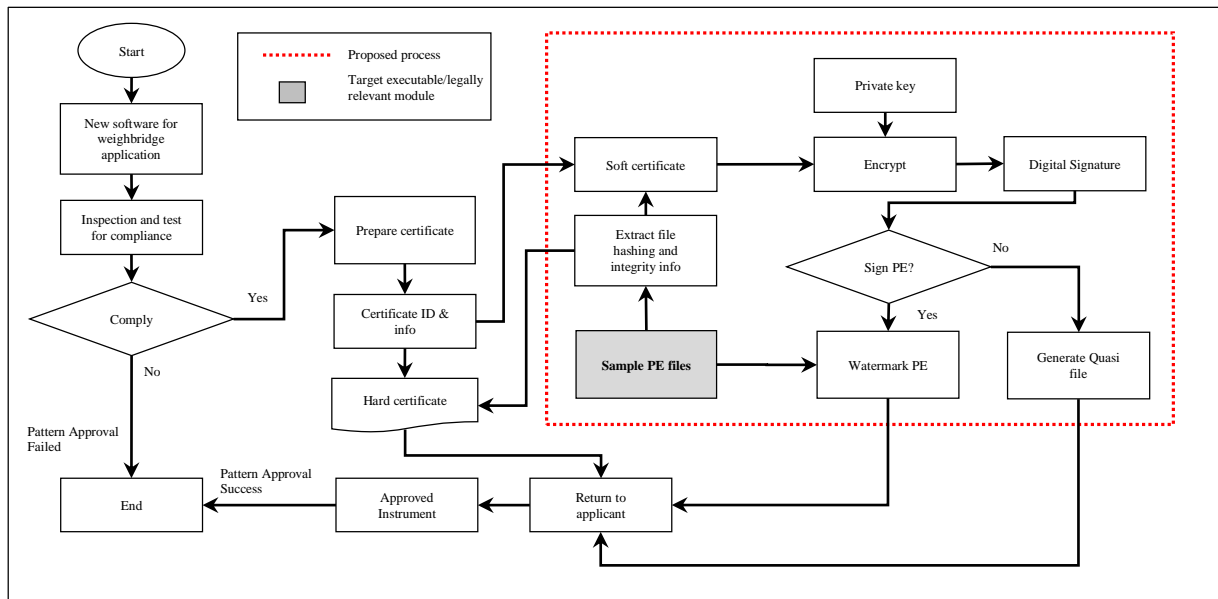 Start
New software for
weighbridge
application
Inspection and test
for compliance
Comply
Yes
No
Pattern Approval
Failed
End
Proposed process
Target executable/legally
relevant module
Prepare certificate
Certificate ID &
info
Hard certificate
Pattern Approval
Success
Approved
Instrument
Return to
applicant
Private key
Soft certificate
Encrypt
Digital Signature
Extract file
hashing and
integrity info
Sign PE?
No
Yes
Sample PE files
Watermark PE
Generate Quasi
file